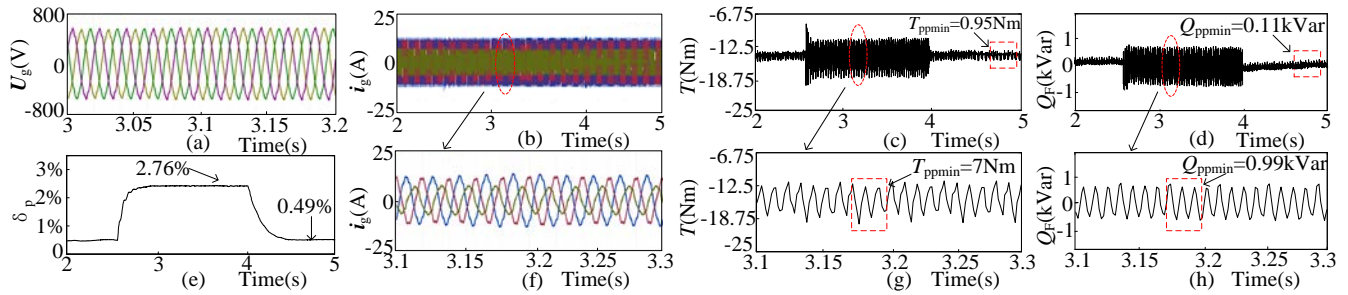 800
0
-800
U_g(V)
3
3.05
3.1
3.15
3.2
(a)
Time(s)
25
0
-25
i_g(A)
2
3
4
5
(b)
Time(s)
-6.75
-12.5
-18.75
-25
T(Nm)
T_ppmin=0.95Nm
2
3
4
5
(c)
Time(s)
1
0
-1
Q_F(kVar)
Q_ppmin=0.11kVar
2
3
4
5
(d)
Time(s)
3%
2%
1%
0
δ_p
2.76%
0.49%
2
3
4
5
(e)
Time(s)
25
0
-25
i_g(A)
3.1
3.15
3.2
3.25
3.3
(f)
Time(s)
-6.75
-12.5
-18.75
-25
T(Nm)
T_ppmin=7Nm
3.1
3.15
3.2
3.25
3.3
(g)
Time(s)
1
0
-1
Q_F(kVar)
Q_ppmin=0.99kVar
3.1
3.15
3.2
3.25
3.3
(h)
Time(s)